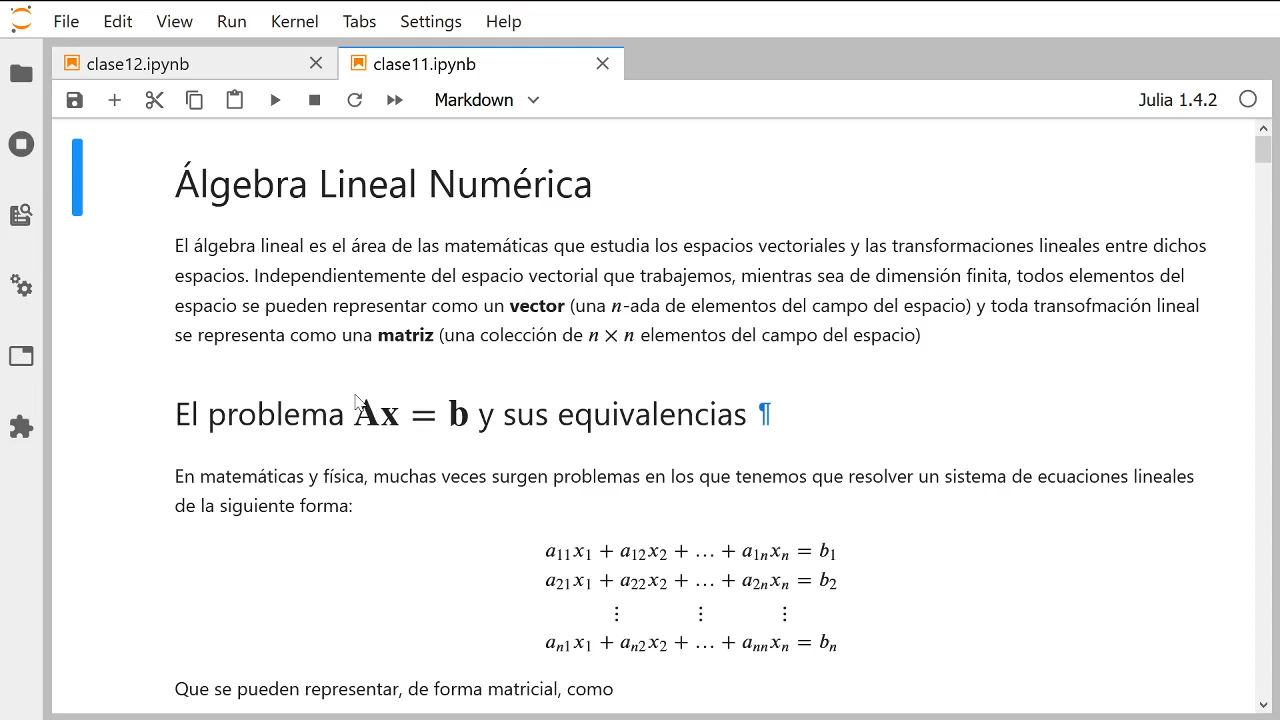 File Edit View Run Kernel Tabs Settings Help
clase12.ipynb clase11.ipynb
Markdown Julia 1.4.2
Álgebra Lineal Numérica
El álgebra lineal es el área de las matemáticas que estudia los espacios vectoriales y las transformaciones lineales entre dichos
espacios. Independientemente del espacio vectorial que trabajemos, mientras sea de dimensión finita, todos elementos del
espacio se pueden representar como un vector (una n-ada de elementos del campo del espacio) y toda transofmación lineal
se representa como una matriz (una colección de n × n elementos del campo del espacio)
El problema Ax = b y sus equivalencias ¶
En matemáticas y física, muchas veces surgen problemas en los que tenemos que resolver un sistema de ecuaciones lineales
de la siguiente forma:
a₁₁x₁ + a₁₂x₂ + … + a₁ₙxₙ = b₁
a₂₁x₁ + a₂₂x₂ + … + a₂ₙxₙ = b₂
⋮ ⋮ ⋮
aₙ₁x₁ + aₙ₂x₂ + … + aₙₙxₙ = bₙ
Que se pueden representar, de forma matricial, como